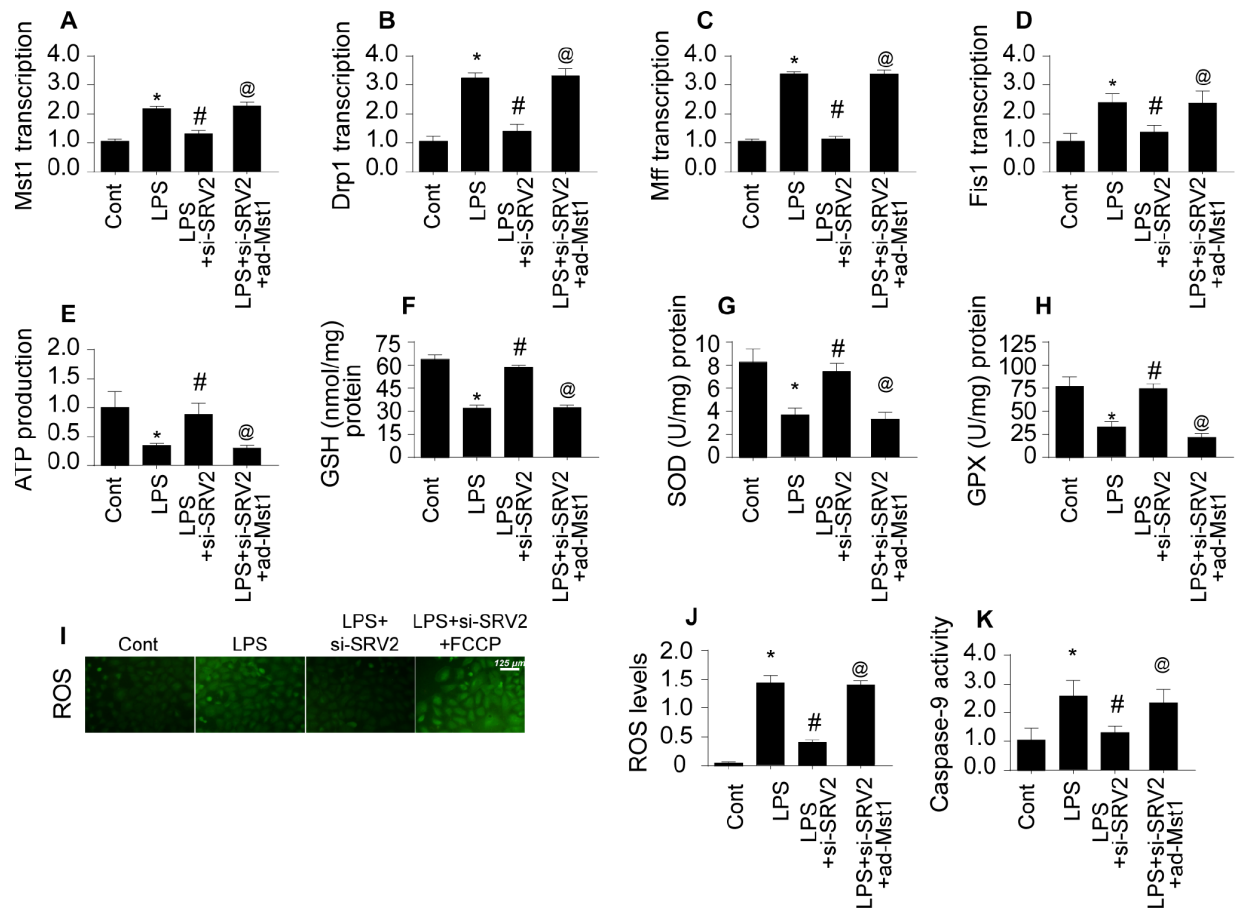 A
Mst1 transcription
4.0
3.0
2.0
1.0
0.0
*
#
@
Cont
LPS
LPS
+si-SRV2
LPS+si-SRV2
+ad-Mst1
B
Drp1 transcription
4.0
3.0
2.0
1.0
0.0
*
#
@
Cont
LPS
LPS
+si-SRV2
LPS+si-SRV2
+ad-Mst1
C
Mff transcription
4.0
3.0
2.0
1.0
0.0
*
#
@
Cont
LPS
LPS
+si-SRV2
LPS+si-SRV2
+ad-Mst1
D
Fis1 transcription
4.0
3.0
2.0
1.0
0.0
*
#
@
Cont
LPS
LPS
+si-SRV2
LPS+si-SRV2
+ad-Mst1
E
ATP production
2.0
1.5
1.0
0.5
0.0
*
#
@
Cont
LPS
LPS
+si-SRV2
LPS+si-SRV2
+ad-Mst1
F
GSH (nmol/mg)
protein
75
60
45
30
15
0
*
#
@
Cont
LPS
LPS
+si-SRV2
LPS+si-SRV2
+ad-Mst1
G
SOD (U/mg) protein
10
8
6
4
2
0
*
#
@
Cont
LPS
LPS
+si-SRV2
LPS+si-SRV2
+ad-Mst1
H
GPX (U/mg) protein
125
100
75
50
25
0
*
#
@
Cont
LPS
LPS
+si-SRV2
LPS+si-SRV2
+ad-Mst1
I
Cont
LPS
LPS+
si-SRV2
LPS+si-SRV2
+FCCP
ROS
125 μm
J
ROS levels
2.0
1.5
1.0
0.5
0
*
#
@
Cont
LPS
LPS
+si-SRV2
LPS+si-SRV2
+ad-Mst1
K
Caspase-9 activity
4.0
3.0
2.0
1.0
0.0
*
#
@
Cont
LPS
LPS
+si-SRV2
LPS+si-SRV2
+ad-Mst1